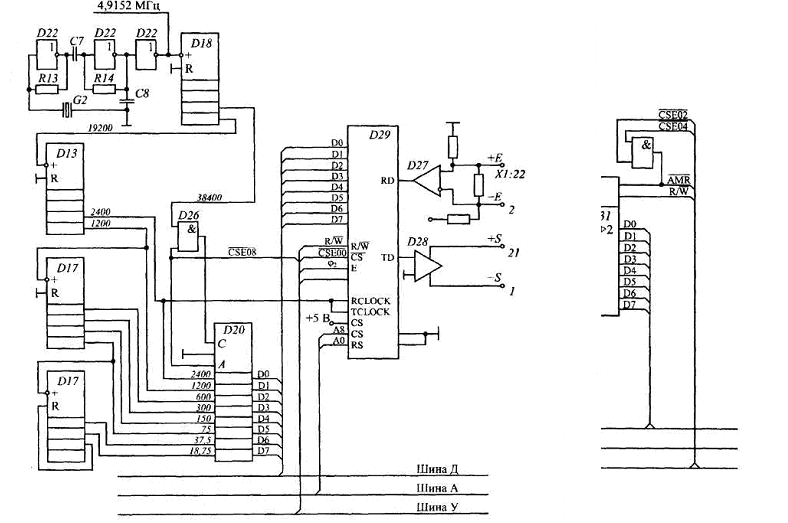 4,9152 МГц
D22 C7 D22 D22 D18
1 1 1 + R
R13 R14
G2 C8
19200
D13
+
R
38400
2400
1200
D26
&
CSE08
D17
+
R
D17
+
R
D20
C
A
2400 D0
1200 D1
600 D2
300 D3
150 D4
75 D5
37,5 D6
18,75 D7
D29
D0
D1
D2
D3
D4
D5
D6
D7
R/W R/W
CSE00 CS
φ2 E
RCLOCK
TCLOCK
+5 В CS
A8 CS
A0 RS
RD
TD
D27
+E
X1:22
−E
2
D28
+S
21
−S
1
Шина Д
Шина А
Шина У
CSE02
CSE04
&
AMR
R/W
D0
D1
D2
D3
D4
D5
D6
D7